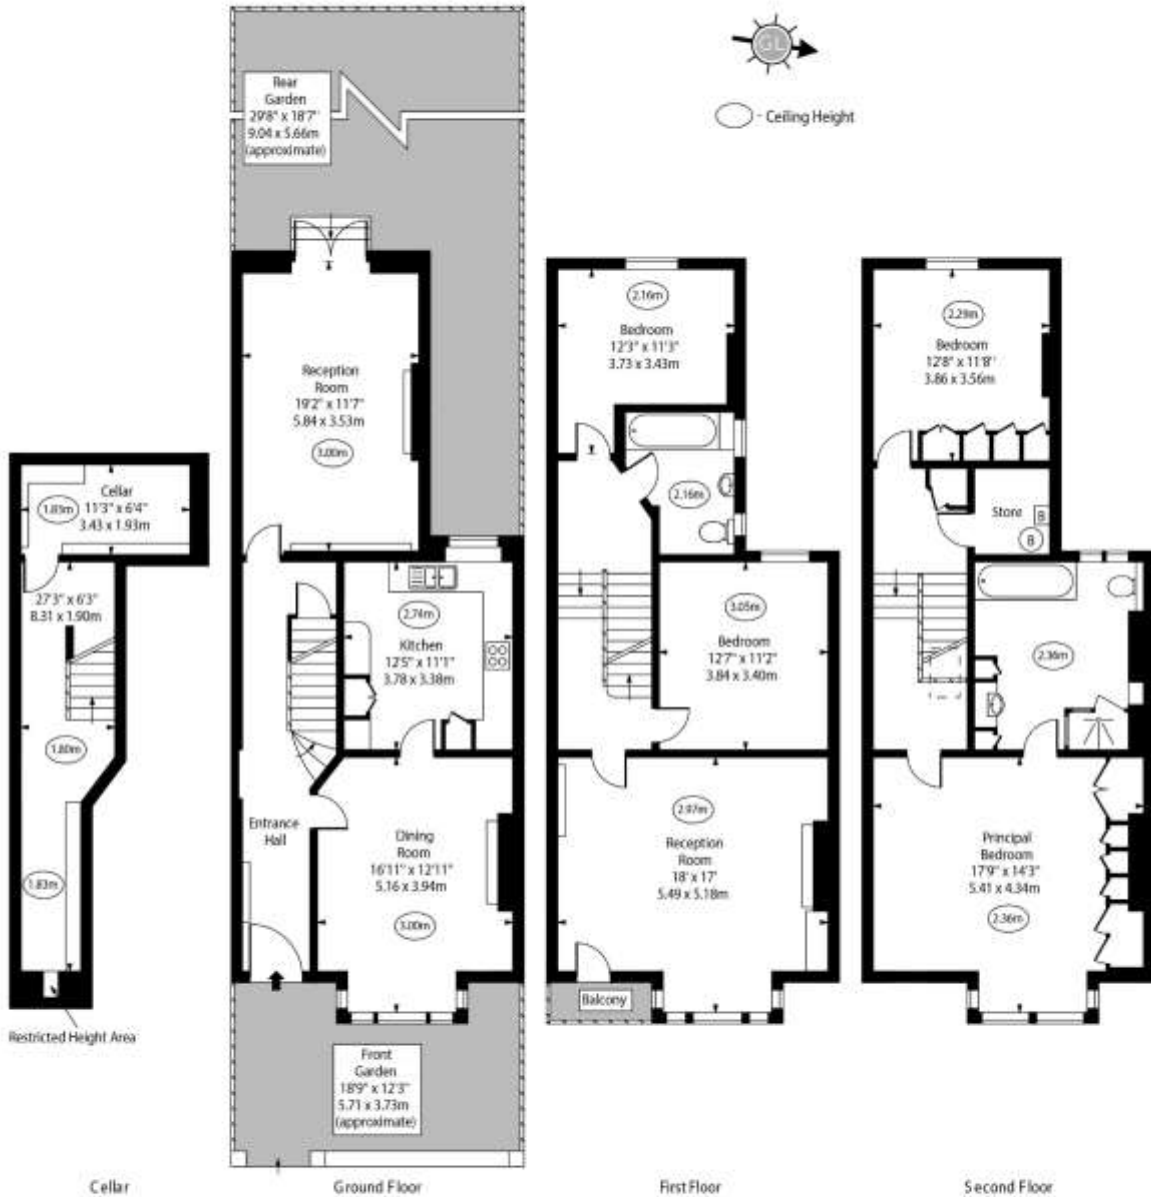 GL
- Ceiling Height
Rear
Garden
29'8" x 18'7"
9.04 x 5.66m
(approximate)
Reception
Room
19'2" x 11'7"
5.84 x 3.53m
3.00m
2.74m
Kitchen
12'5" x 11'1"
3.78 x 3.38m
Entrance
Hall
Dining
Room
16'11" x 12'11"
5.16 x 3.94m
3.00m
Front
Garden
18'9" x 12'3"
5.71 x 3.73m
(approximate)
Ground Floor
1.83m
Cellar
11'3" x 6'4"
3.43 x 1.93m
27'3" x 6'3"
8.31 x 1.90m
1.80m
1.83m
Restricted Height Area
Cellar
2.16m
Bedroom
12'3" x 11'3"
3.73 x 3.43m
2.16m
3.05m
Bedroom
12'7" x 11'2"
3.84 x 3.40m
2.97m
Reception
Room
18' x 17'
5.49 x 5.18m
Balcony
First Floor
2.29m
Bedroom
12'8" x 11'8"
3.86 x 3.56m
Store
B
B
2.36m
Principal
Bedroom
17'9" x 14'3"
5.41 x 4.34m
2.36m
Second Floor